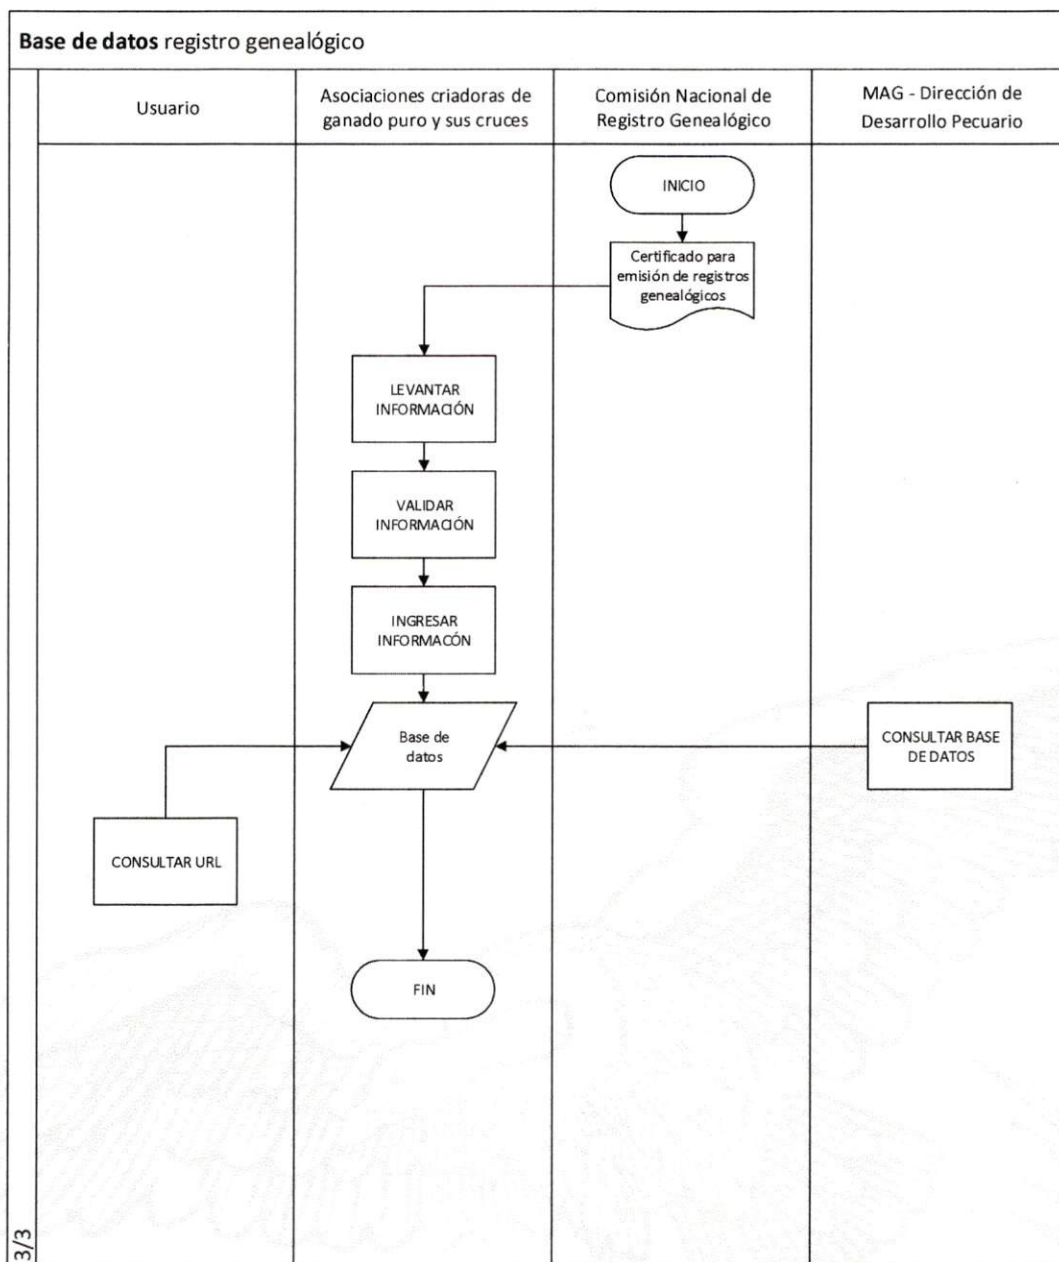 Base de datos registro genealógico
Usuario
Asociaciones criadoras de
ganado puro y sus cruces
Comisión Nacional de
Registro Genealógico
MAG - Dirección de
Desarrollo Pecuario
INICIO
Certificado para
emisión de registros
genealógicos
LEVANTAR
INFORMACIÓN
VALIDAR
INFORMACIÓN
INGRESAR
INFORMACÓN
Base de
datos
CONSULTAR BASE
DE DATOS
CONSULTAR URL
FIN
3/3